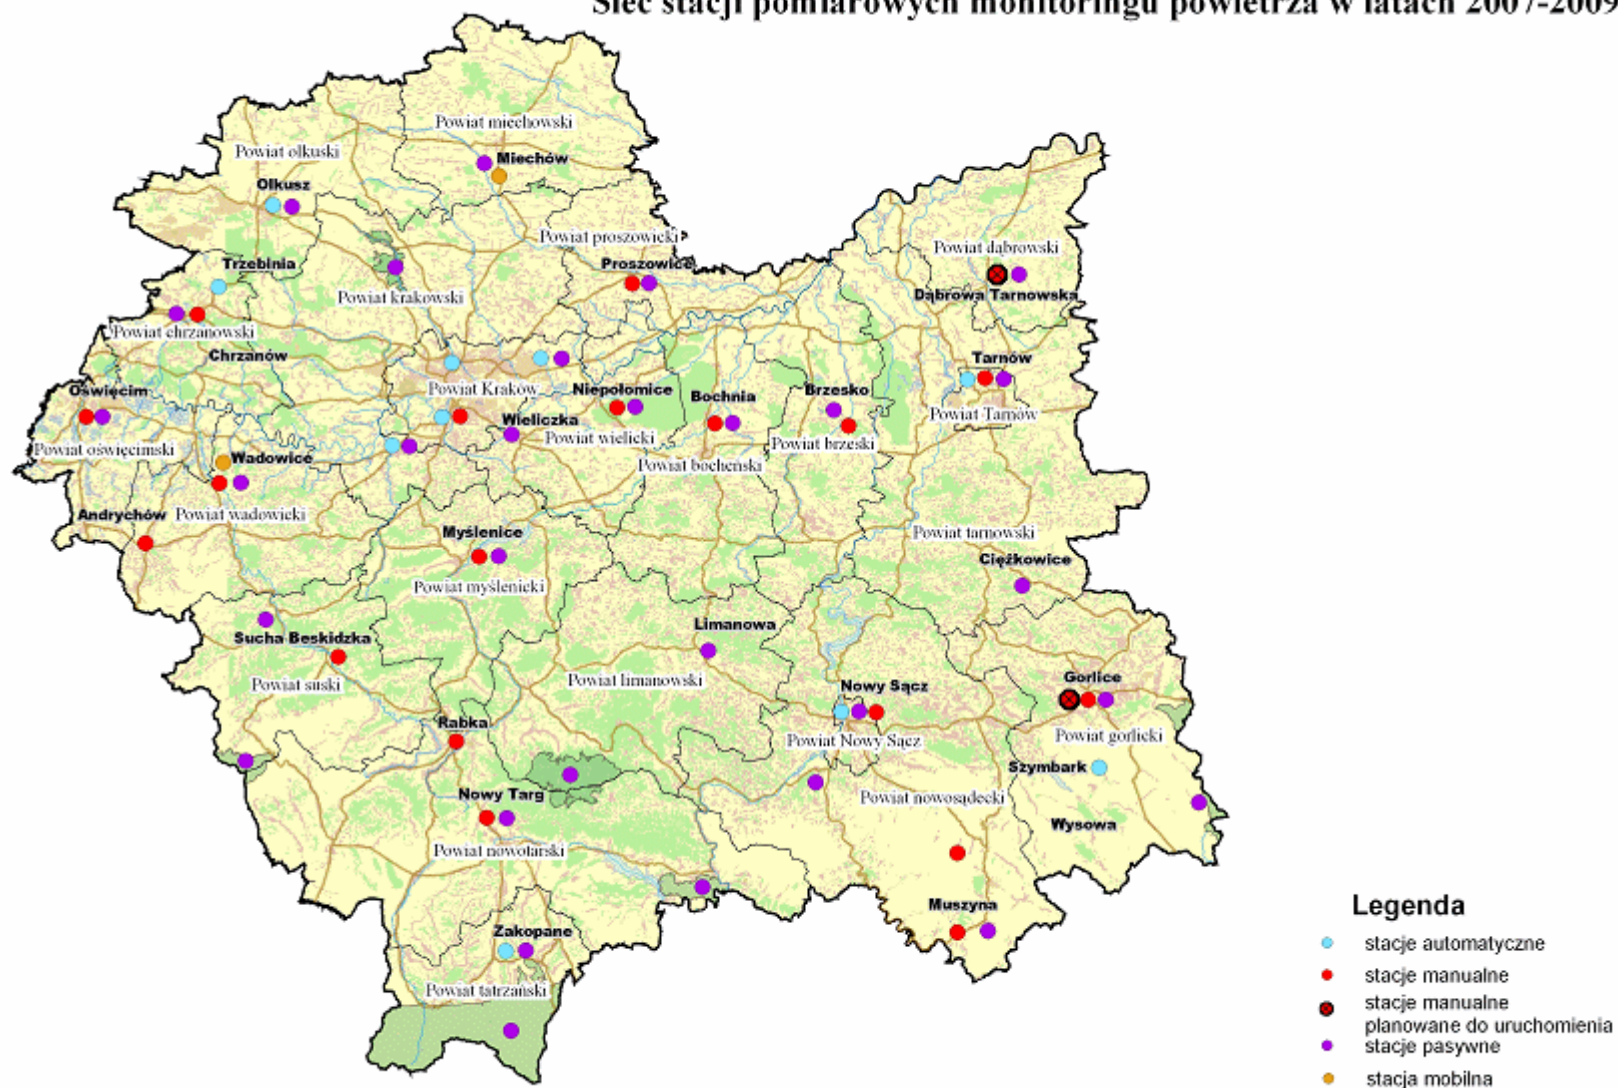 Sieć stacji pomiarowych monitoringu powietrza w latach 2007-2009
Powiat miechowski
Miechów
Powiat olkuski
Olkusz
Powiat proszowicki
Proszowice
Powiat dąbrowski
Dąbrowa Tarnowska
Trzebinia
Powiat krakowski
Powiat chrzanowski
Chrzanów
Tarnów
Powiat Tarnów
Oświęcim
Powiat Kraków
Niepołomice
Bochnia
Brzesko
Wieliczka
Powiat wielicki
Powiat brzeski
Powiat oświęcimski
Wadowice
Powiat bocheński
Andrychów
Powiat wadowicki
Myślenice
Powiat tarnowski
Ciężkowice
Powiat myślenicki
Limanowa
Sucha Beskidzka
Powiat suski
Powiat limanowski
Nowy Sącz
Gorlice
Rabka
Powiat Nowy Sącz
Powiat gorlicki
Szymbark
Nowy Targ
Powiat nowosądecki
Wysowa
Powiat nowotarski
Muszyna
Zakopane
Powiat tatrzański
Legenda
stacje automatyczne
stacje manualne
stacje manualne
planowane do uruchomienia
stacje pasywne
stacja mobilna